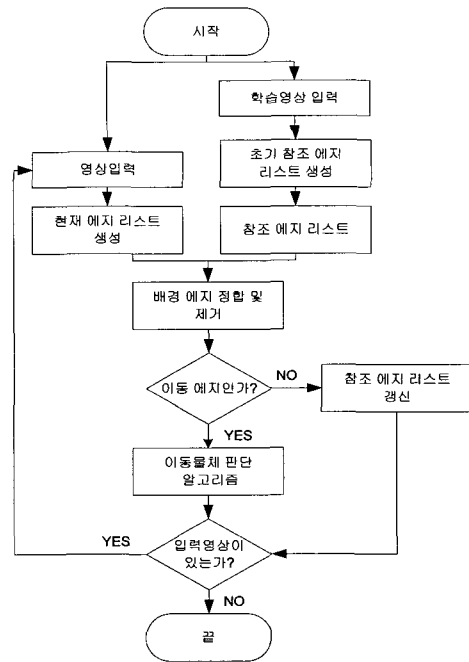 시작
학습영상 입력
영상입력
초기 참조 에지
리스트 생성
현재 에지 리스트
생성
참조 에지 리스트
배경 에지 정합 및
제거
이동 에지인가?
NO
참조 에지 리스트
갱신
YES
이동물체 판단
알고리즘
YES
입력영상이
있는가?
NO
끝